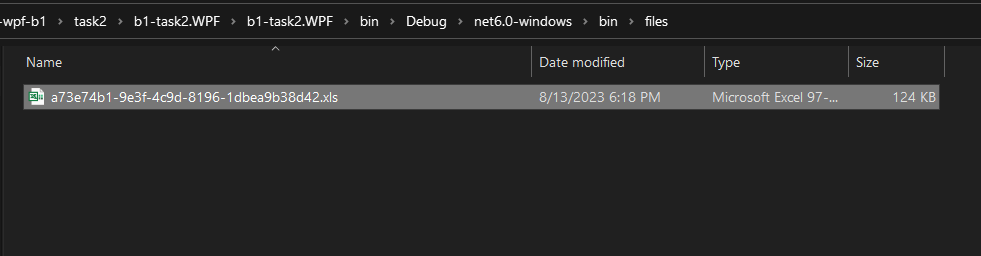 -wpf-b1 > task2 > b1-task2.WPF > b1-task2.WPF > bin > Debug > net6.0-windows > bin > files
Name Date modified Type Size
a73e74b1-9e3f-4c9d-8196-1dbea9b38d42.xls 8/13/2023 6:18 PM Microsoft Excel 97-... 124 KB